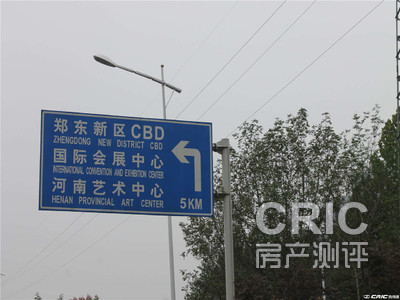 郑东新区CBD
ZHENGDONG NEW DISTRICT CBD
国际会展中心
INTERNATIONAL CONVENTION AND EXHIBITION CENTER
河南艺术中心
HENAN PROVINCIAL ART CENTER 5KM
CRIC
房产测评
CRIC